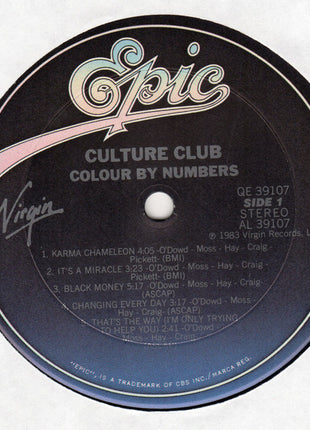 Epic
CULTURE CLUB
COLOUR BY NUMBERS
Virgin
QE 39107
SIDE 1
STEREO
AL 39107
℗ 1983 Virgin Records, L
1. KARMA CHAMELEON 4:05 -O'Dowd - Moss - Hay - Craig-
Pickett- (BMI)
2. IT'S A MIRACLE 3:23 -O'Dowd - Moss - Hay - Craig-
Pickett- (BMI)
3. BLACK MONEY 5:17 -O'Dowd - Moss - Hay - Craig-
(ASCAP)
4. CHANGING EVERY DAY 3:17 -O'Dowd - Moss - Hay
- Craig- (ASCAP)
THAT'S THE WAY (I'M ONLY TRYING
TO HELP YOU) 2:41 -O'Dowd - Moss
- Hay - Craig- (ASCAP)
"EPIC", IS A TRADEMARK OF CBS INC./MARCA REG.